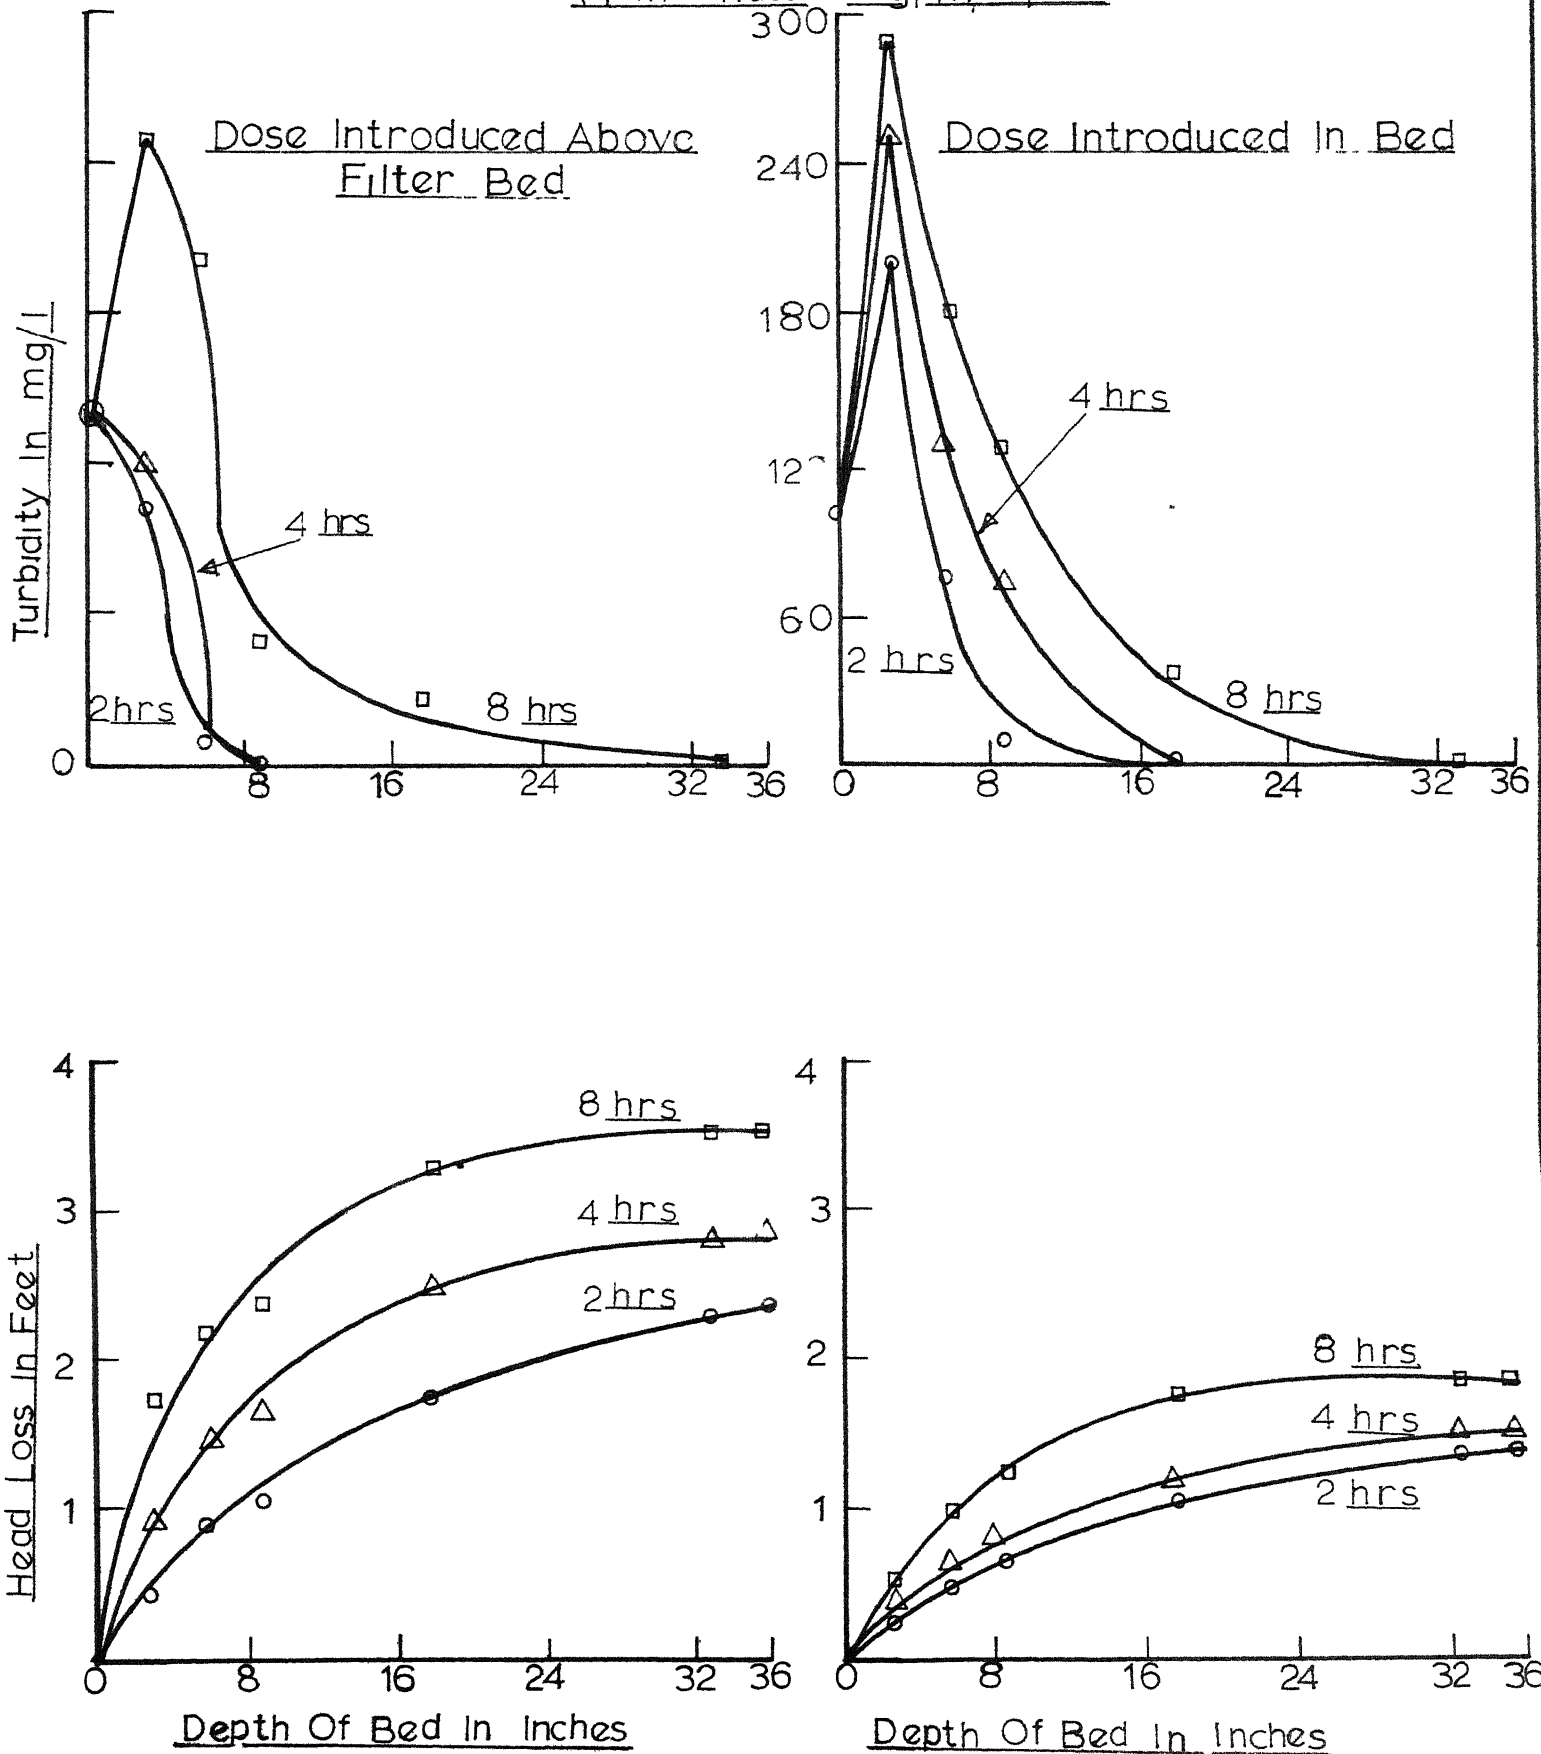 300
Dose Introduced Above
Filter Bed
Dose Introduced In Bed
240
180
4 hrs
12
60
Turbidity In mg/l
4 hrs
2 hrs
2hrs
8 hrs
8 hrs
0
8
16
24
32
36
0
8
16
24
32
36
4
3
2
1
8 hrs
4 hrs
2hrs
Head Loss In Feet
0
8
16
24
32
36
Depth Of Bed In Inches
4
3
2
1
8 hrs
4 hrs
2 hrs
0
8
16
24
32
36
Depth Of Bed In Inches